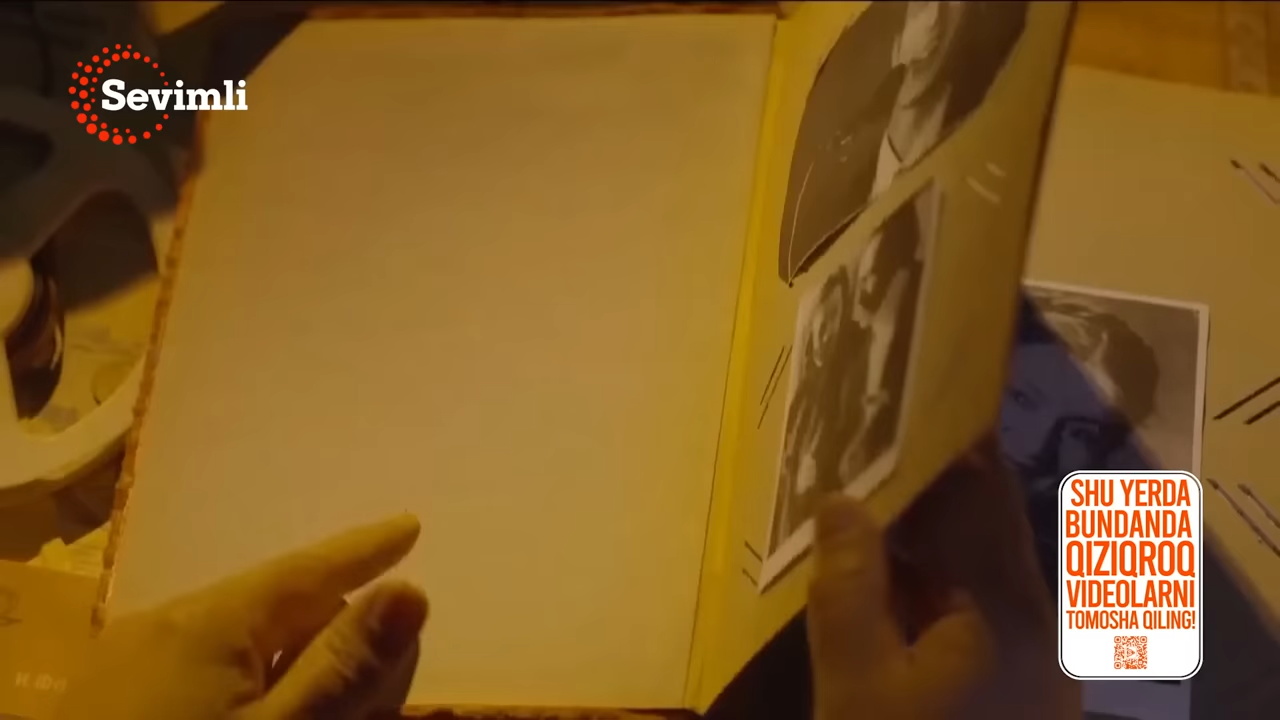 Sevimli
SHU YERDA
BUNDANDA
QIZIQROQ
VIDEOLARNI
TOMOSHA QILING!